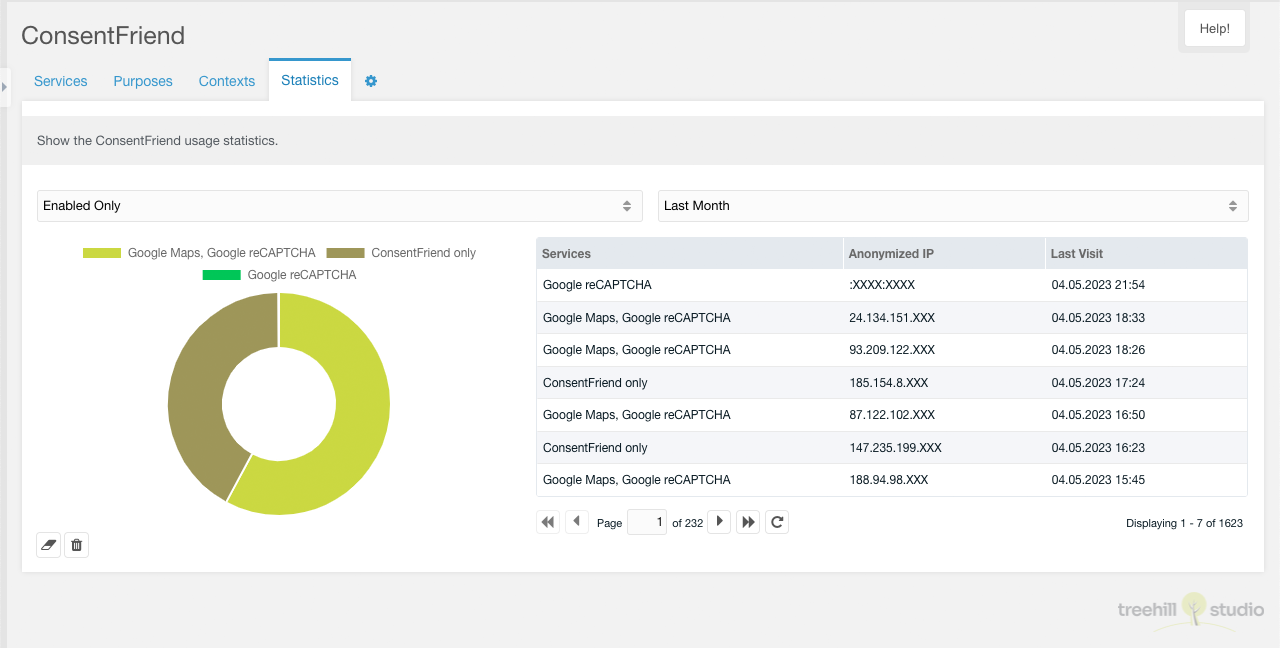 ConsentFriend
Help!
Services Purposes Contexts Statistics
Show the ConsentFriend usage statistics.
Enabled Only Last Month
Google Maps, Google reCAPTCHA ConsentFriend only
Google reCAPTCHA
Services Anonymized IP Last Visit
Google reCAPTCHA :XXXX:XXXX 04.05.2023 21:54
Google Maps, Google reCAPTCHA 24.134.151.XXX 04.05.2023 18:33
Google Maps, Google reCAPTCHA 93.209.122.XXX 04.05.2023 18:26
ConsentFriend only 185.154.8.XXX 04.05.2023 17:24
Google Maps, Google reCAPTCHA 87.122.102.XXX 04.05.2023 16:50
ConsentFriend only 147.235.199.XXX 04.05.2023 16:23
Google Maps, Google reCAPTCHA 188.94.98.XXX 04.05.2023 15:45
Page 1 of 232 Displaying 1 - 7 of 1623
treehill studio